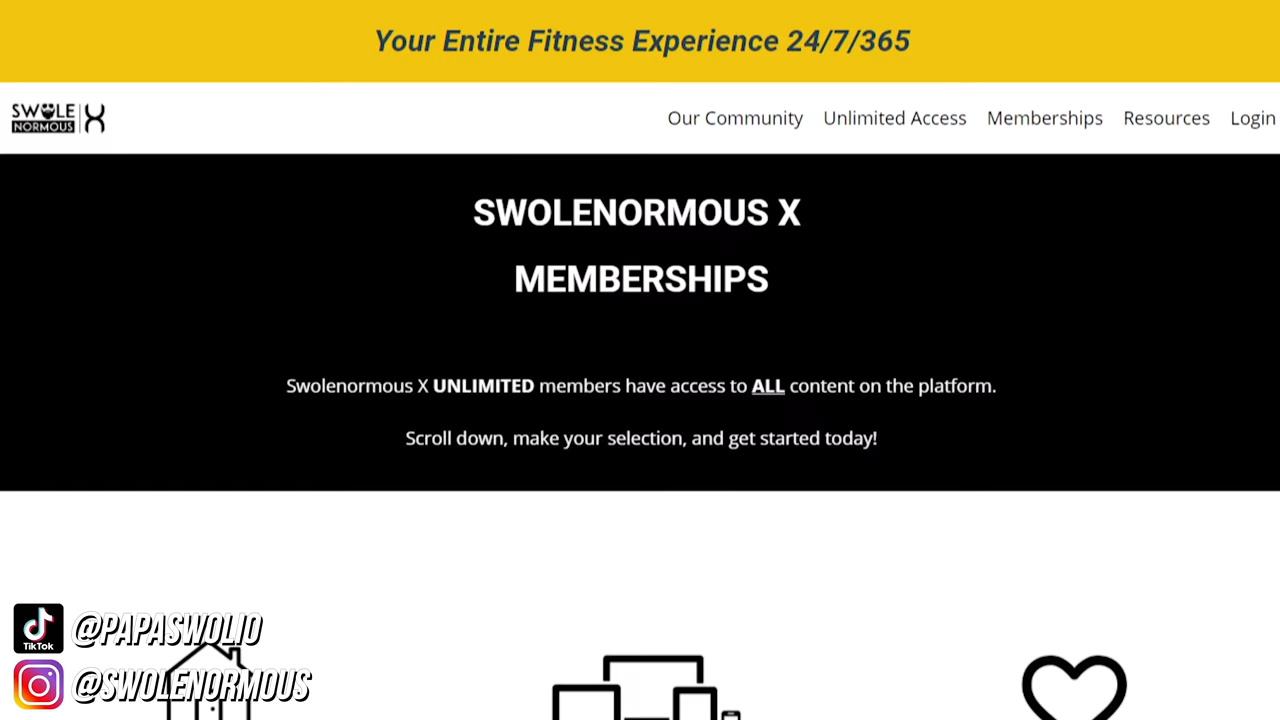 Your Entire Fitness Experience 24/7/365
SWOLE NORMOUS X
Our Community Unlimited Access Memberships Resources Login
SWOLENORMOUS X
MEMBERSHIPS
Swolenormous X UNLIMITED members have access to ALL content on the platform.
Scroll down, make your selection, and get started today!
TikTok @PAPASWOLIO
@SWOLENORMOUS